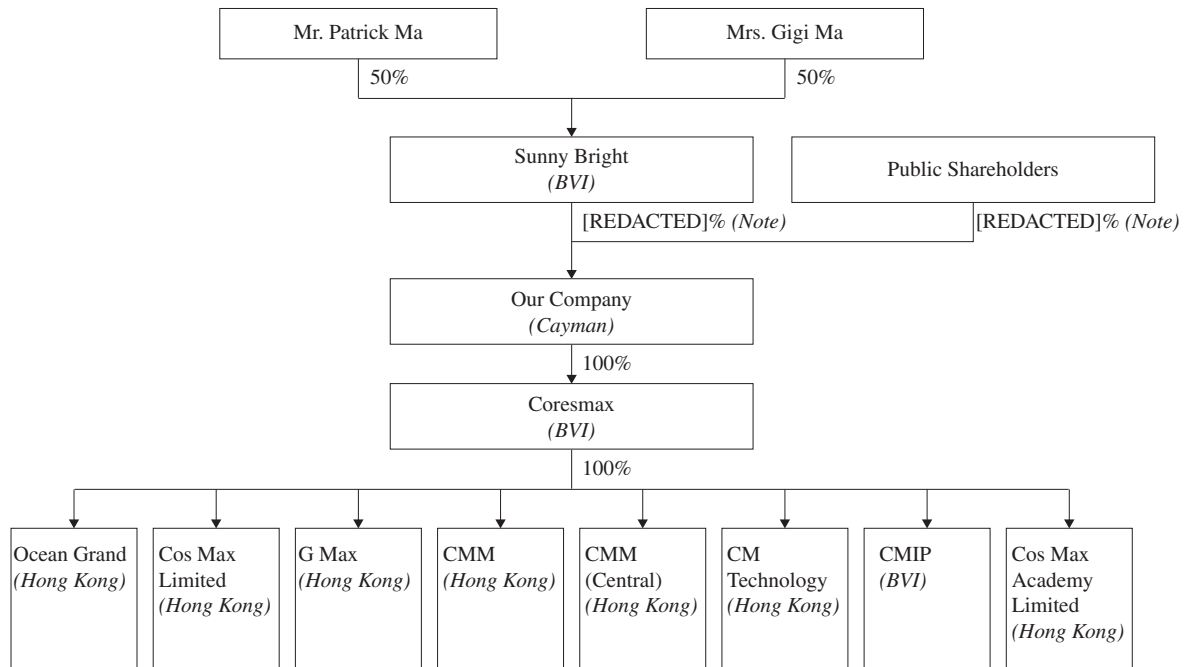 Mr. Patrick Ma
Mrs. Gigi Ma
50%
50%
Sunny Bright
(BVI)
Public Shareholders
[REDACTED]% (Note)
[REDACTED]% (Note)
Our Company
(Cayman)
100%
Coresmax
(BVI)
100%
Ocean Grand
(Hong Kong)
Cos Max
Limited
(Hong Kong)
G Max
(Hong Kong)
CMM
(Hong Kong)
CMM
(Central)
(Hong Kong)
CM
Technology
(Hong Kong)
CMIP
(BVI)
Cos Max
Academy
Limited
(Hong Kong)